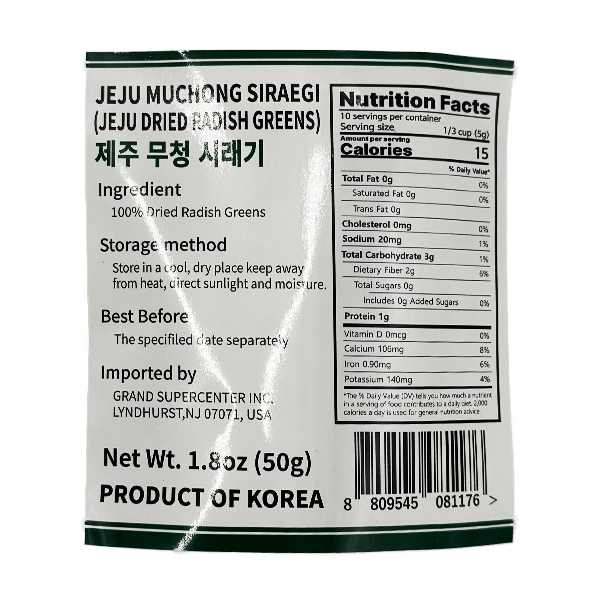 JEJU MUCHONG SIRAEGI
(JEJU DRIED RADISH GREENS)
제주 무청 시래기
Ingredient
100% Dried Radish Greens
Storage method
Store in a cool, dry place keep away
from heat, direct sunlight and moisture.
Best Before
The specifiled date separately
Imported by
GRAND SUPERCENTER INC.
LYNDHURST,NJ 07071, USA
Net Wt. 1.8oz (50g)
PRODUCT OF KOREA
Nutrition Facts
10 servings per container
Serving size 1/3 cup (5g)
Amount per serving
Calories 15
% Daily Value*
Total Fat 0g 0%
Saturated Fat 0g 0%
Trans Fat 0g
Cholesterol 0mg 0%
Sodium 20mg 1%
Total Carbohydrate 3g 1%
Dietary Fiber 2g 6%
Total Sugars 0g
Includes 0g Added Sugars 0%
Protein 1g
Vitamin D 0mcg 0%
Calcium 106mg 8%
Iron 0.90mg 6%
Potassium 140mg 4%
*The % Daily Value (DV) tells you how much a nutrient
in a serving of food contributes to a daily diet. 2,000
calories a day is used for general nutrition advice.
8 809545 081176 >